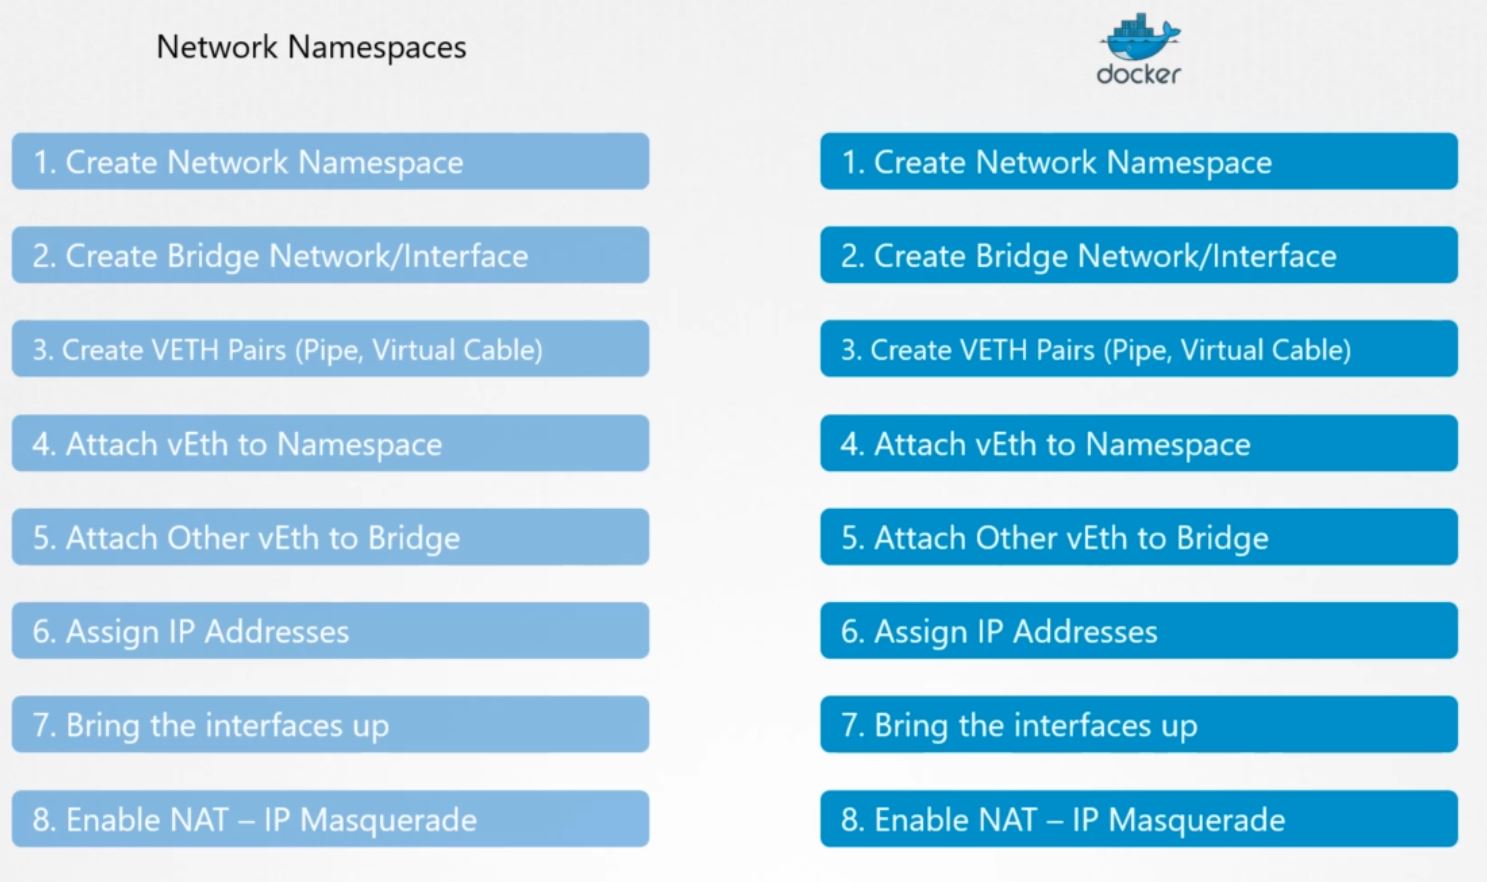 Network Namespaces
1. Create Network Namespace
2. Create Bridge Network/Interface
3. Create VETH Pairs (Pipe, Virtual Cable)
4. Attach vEth to Namespace
5. Attach Other vEth to Bridge
6. Assign IP Addresses
7. Bring the interfaces up
8. Enable NAT – IP Masquerade
docker
1. Create Network Namespace
2. Create Bridge Network/Interface
3. Create VETH Pairs (Pipe, Virtual Cable)
4. Attach vEth to Namespace
5. Attach Other vEth to Bridge
6. Assign IP Addresses
7. Bring the interfaces up
8. Enable NAT – IP Masquerade